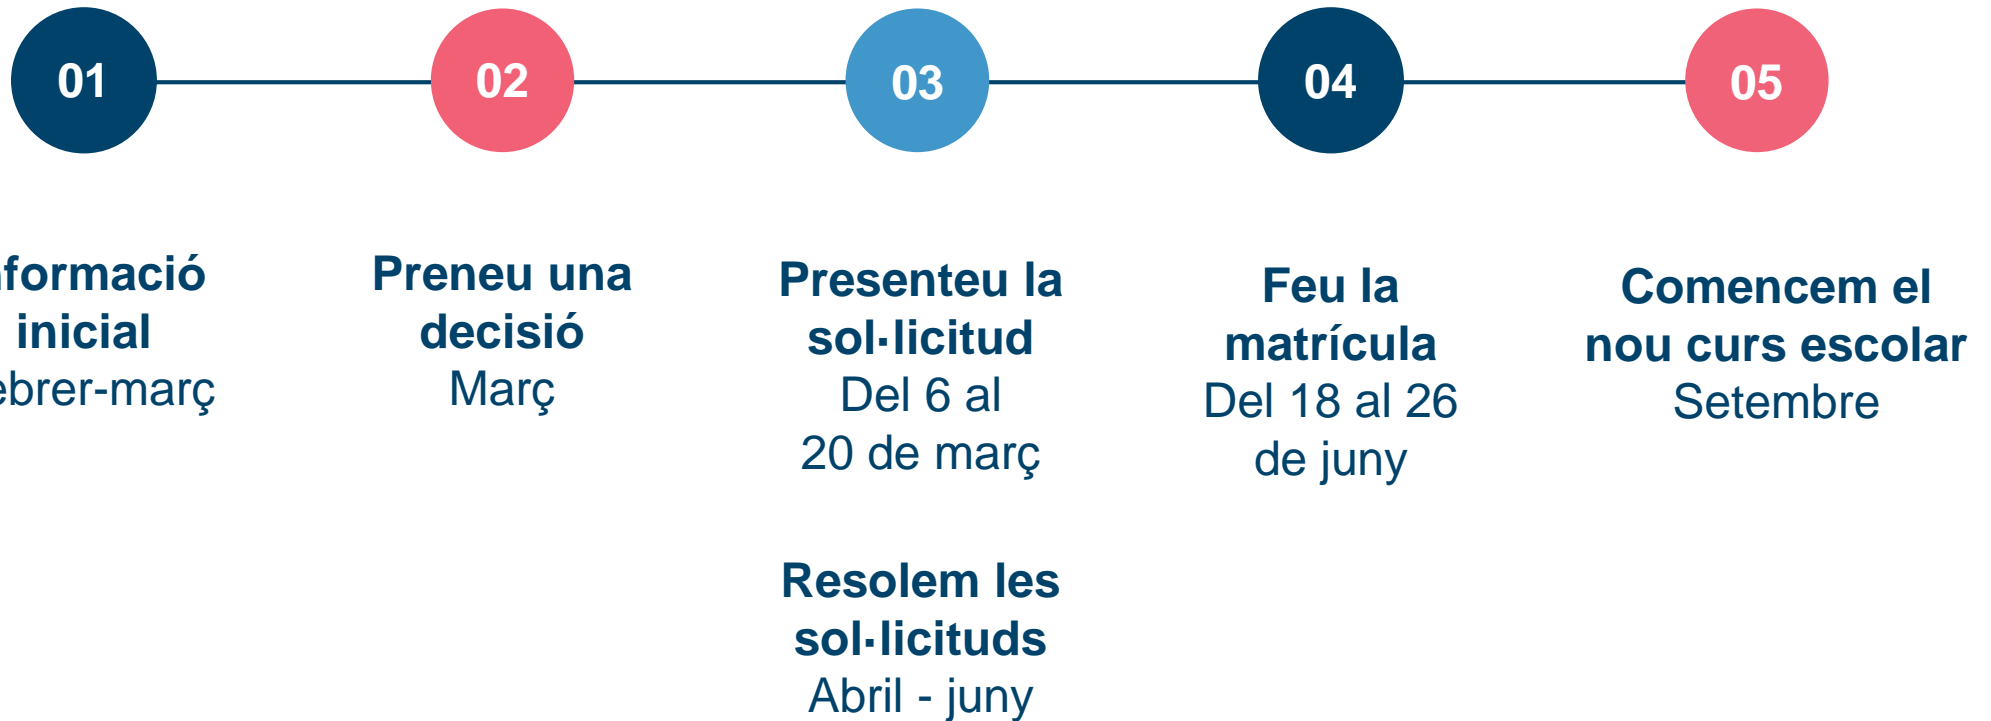 01
02
03
04
05
nformació
inicial
ebrer-març
Preneu una
decisió
Març
Presenteu la
sol·licitud
Del 6 al
20 de març
Resolem les
sol·licituds
Abril - juny
Feu la
matrícula
Del 18 al 26
de juny
Comencem el
nou curs escolar
Setembre